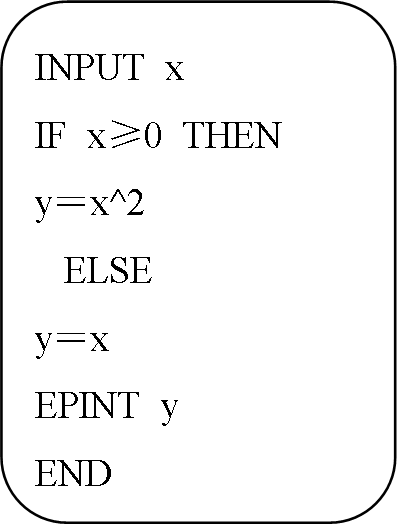 INPUT x
IF x≥0 THEN
y＝x^2
ELSE
y＝x
EPINT y
END